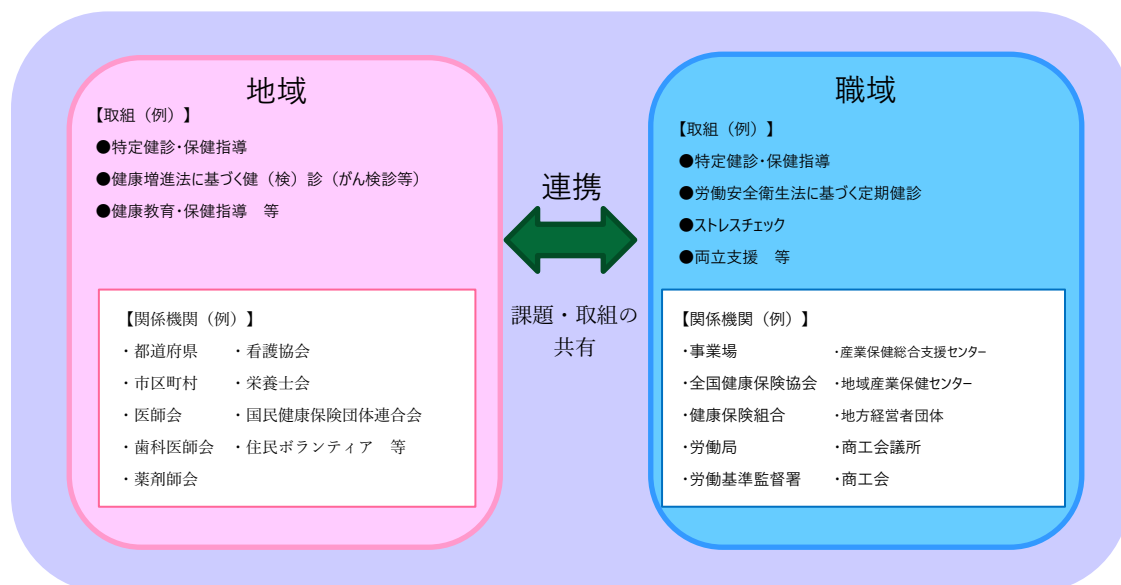 地域
【取組（例）】
●特定健診・保健指導
●健康増進法に基づく健（検）診（がん検診等）
●健康教育・保健指導　等
【関係機関（例）】
・都道府県　・看護協会
・市区町村　・栄養士会
・医師会　・国民健康保険団体連合会
・歯科医師会　・住民ボランティア　等
・薬剤師会
連携
課題・取組の
共有
職域
【取組（例）】
●特定健診・保健指導
●労働安全衛生法に基づく定期健診
●ストレスチェック
●両立支援　等
【関係機関（例）】
・事業場　・産業保健総合支援センター
・全国健康保険協会　・地域産業保健センター
・健康保険組合　・地方経営者団体
・労働局　・商工会議所
・労働基準監督署　・商工会